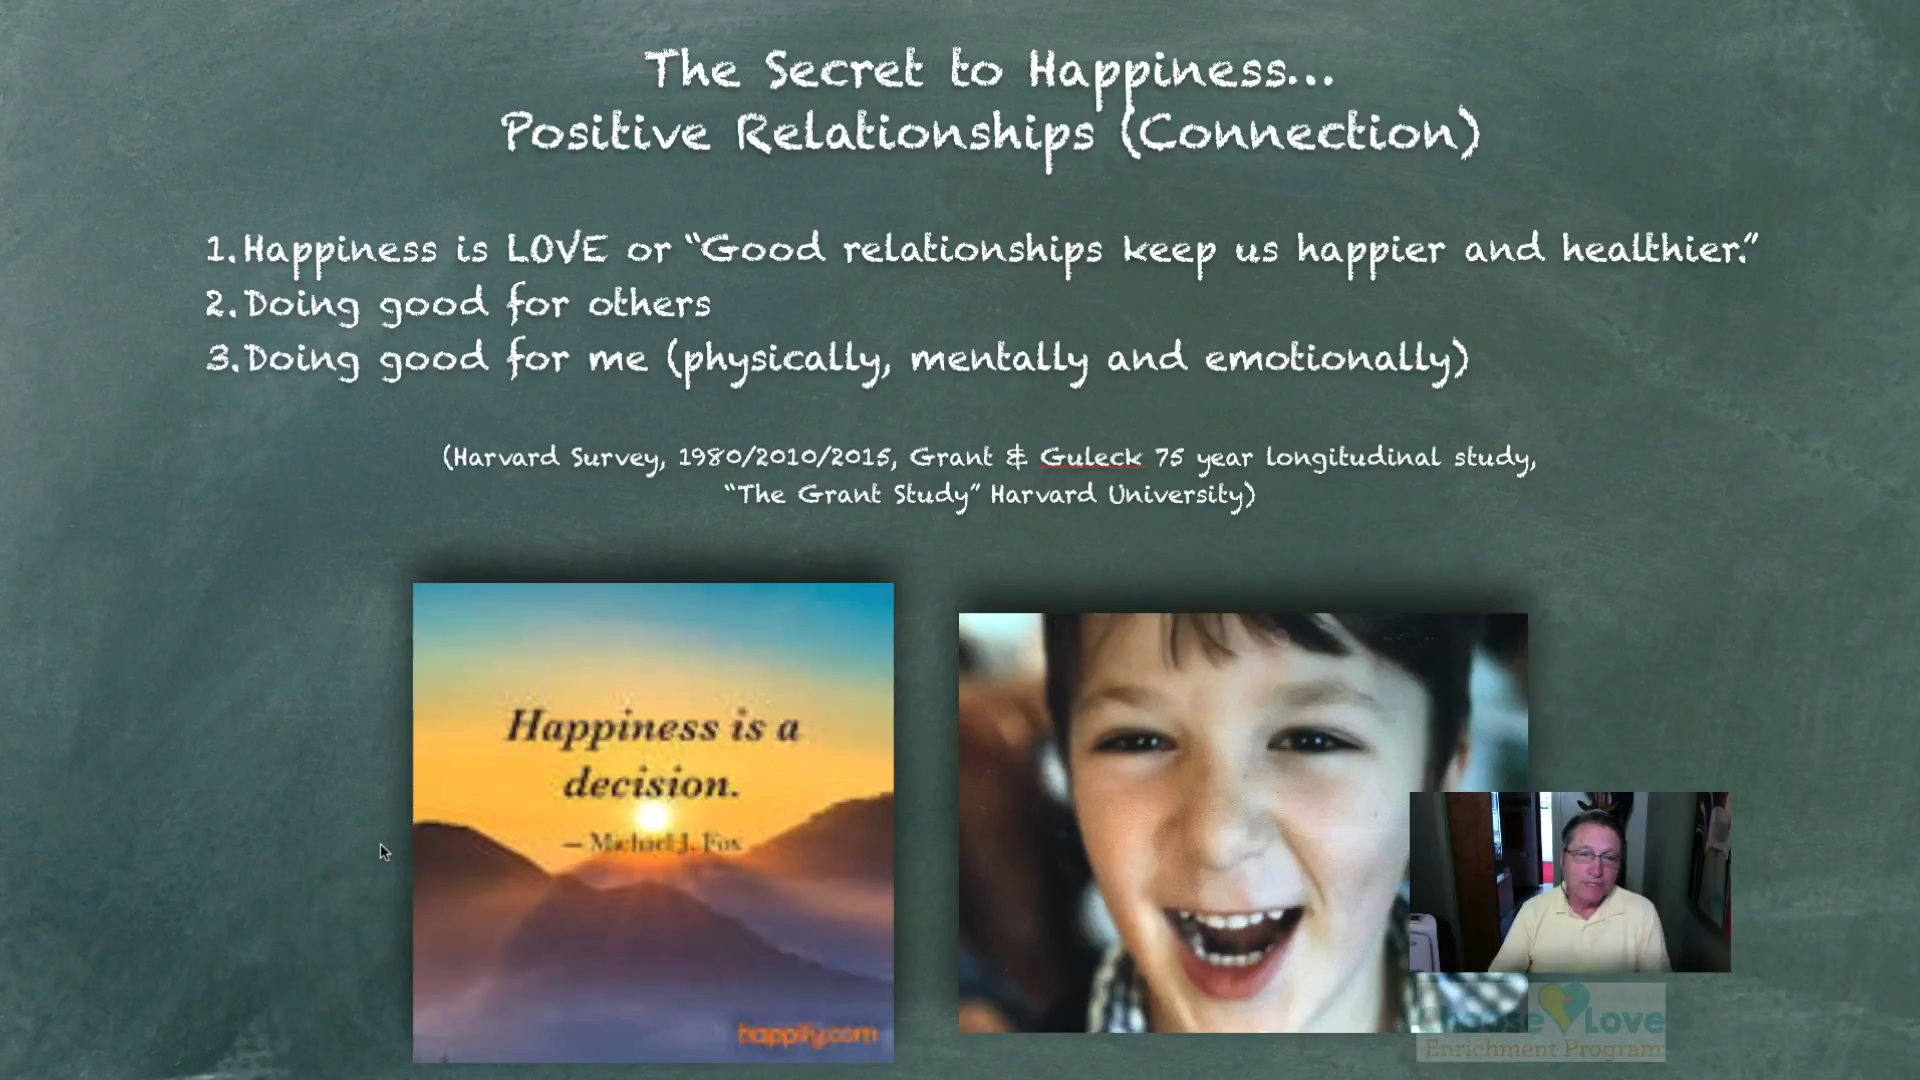 The Secret to Happiness...
Positive Relationships (Connection)
1. Happiness is LOVE or “Good relationships keep us happier and healthier.”
2. Doing good for others
3. Doing good for me (physically, mentally and emotionally)
(Harvard Survey, 1980/2010/2015, Grant & Guleck 75 year longitudinal study,
“The Grant Study” Harvard University)
Happiness is a
decision.
— Michael J. Fox
happify.com
Choose Love
Enrichment Program